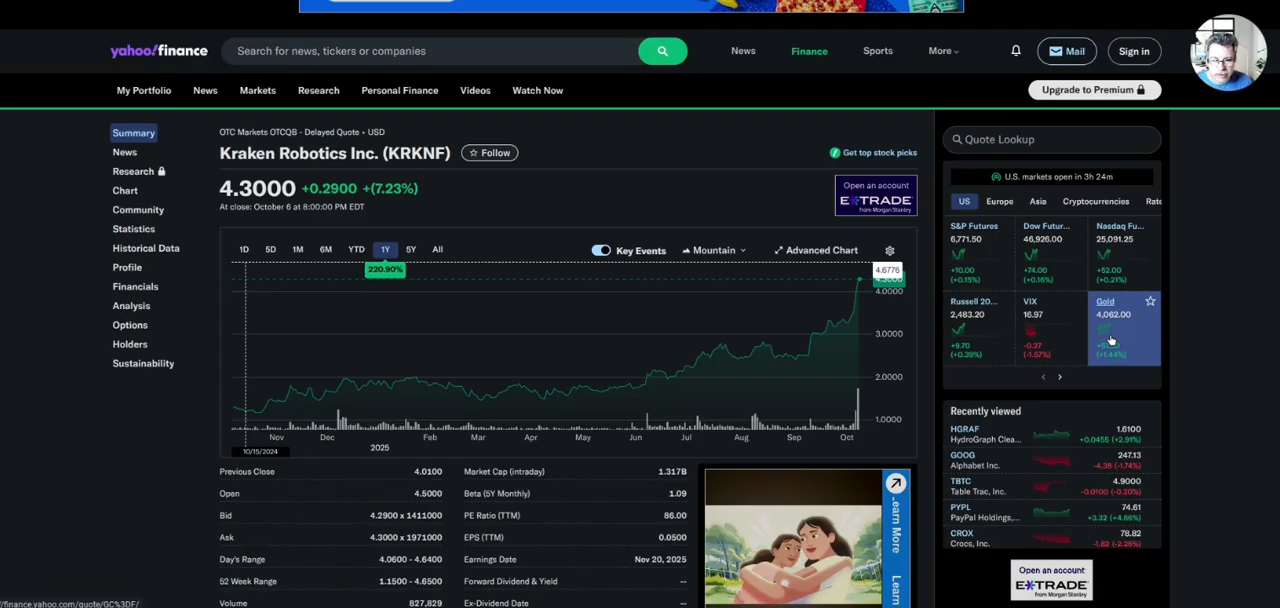 yahoo/finance
Search for news, tickers or companies
News
Finance
Sports
More
Mail
Sign in
My Portfolio
News
Markets
Research
Personal Finance
Videos
Watch Now
Upgrade to Premium
Summary
News
Research
Chart
Community
Statistics
Historical Data
Profile
Financials
Analysis
Options
Holders
Sustainability
OTC Markets OTCQB - Delayed Quote • USD
Kraken Robotics Inc. (KRKNF)
Follow
Get top stock picks
4.3000 +0.2900 +(7.23%)
At close: October 6 at 8:00:00 PM EDT
Open an account
E*TRADE
from Morgan Stanley
1D 5D 1M 6M YTD 1Y 5Y All
Key Events
Mountain
Advanced Chart
220.90%
4.6776
4.0000
3.0000
2.0000
1.0000
Nov Dec Feb Mar Apr May Jun Jul Aug Sep Oct
2025
10/15/2024
Previous Close 4.0100
Open 4.5000
Bid 4.2900 x 1411000
Ask 4.3000 x 1973000
Day's Range 4.0600 - 4.6400
52 Week Range 1.1500 - 4.6500
Volume 827,829
Market Cap (intraday) 1.317B
Beta (5Y Monthly) 1.09
PE Ratio (TTM) 86.00
EPS (TTM) 0.0500
Earnings Date Nov 20, 2025
Forward Dividend & Yield --
Ex-Dividend Date --
Learn More
Learn
Quote Lookup
U.S. markets open in 3h 24m
US Europe Asia Cryptocurrencies Rate
S&P Futures
6,771.50
+10.00
(+0.15%)
Dow Futur...
46,926.00
+74.00
(+0.16%)
Nasdaq Fu...
25,091.25
+52.00
(+0.21%)
Russell 20...
2,483.20
+9.70
(+0.39%)
VIX
16.97
-0.27
(-1.57%)
Gold
4,062.00
(+1.44%)
Recently viewed
HGRAF 1.6100
HydroGraph Clea... +0.0455 (+2.91%)
GOOG 247.13
Alphabet Inc. -4.38 (-1.74%)
TBTC 4.9000
Table Trac, Inc. -0.0100 (-0.20%)
PYPL 74.61
PayPal Holdings,... +3.32 (+4.66%)
CROX 78.82
Crocs, Inc. -1.82 (-2.26%)
Open an account
E*TRADE
from Morgan Stanley
/finance.yahoo.com/quote/GC%3DF/